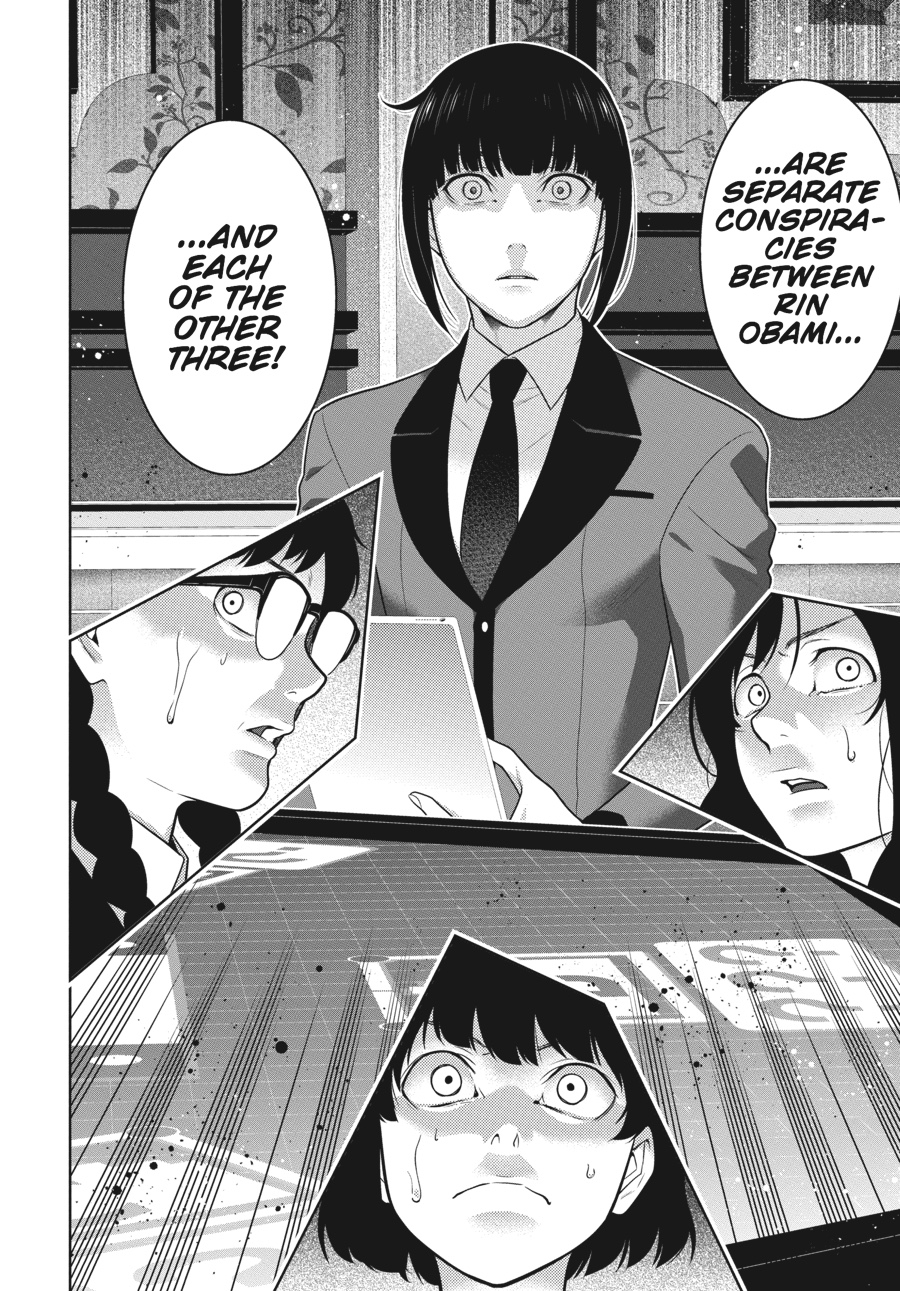 ...ARE
SEPARATE
CONSPIRA-
CIES
BETWEEN
RIN
OBAMI...
...AND
EACH
OF THE
OTHER
THREE!